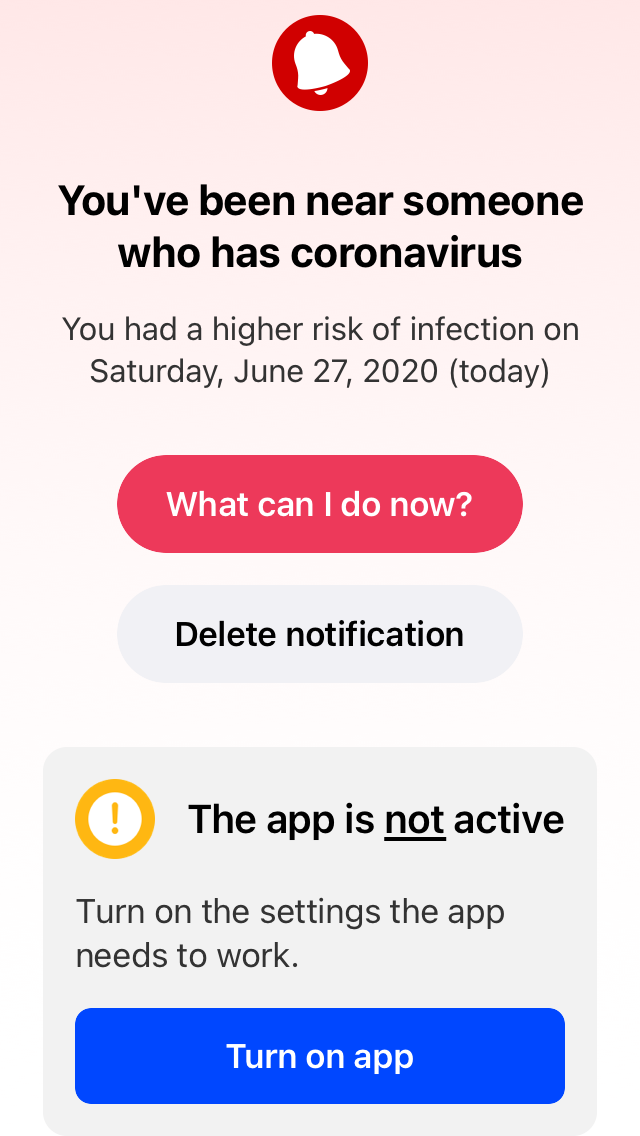 You've been near someone
who has coronavirus
You had a higher risk of infection on
Saturday, June 27, 2020 (today)
What can I do now?
Delete notification
The app is not active
Turn on the settings the app
needs to work.
Turn on app